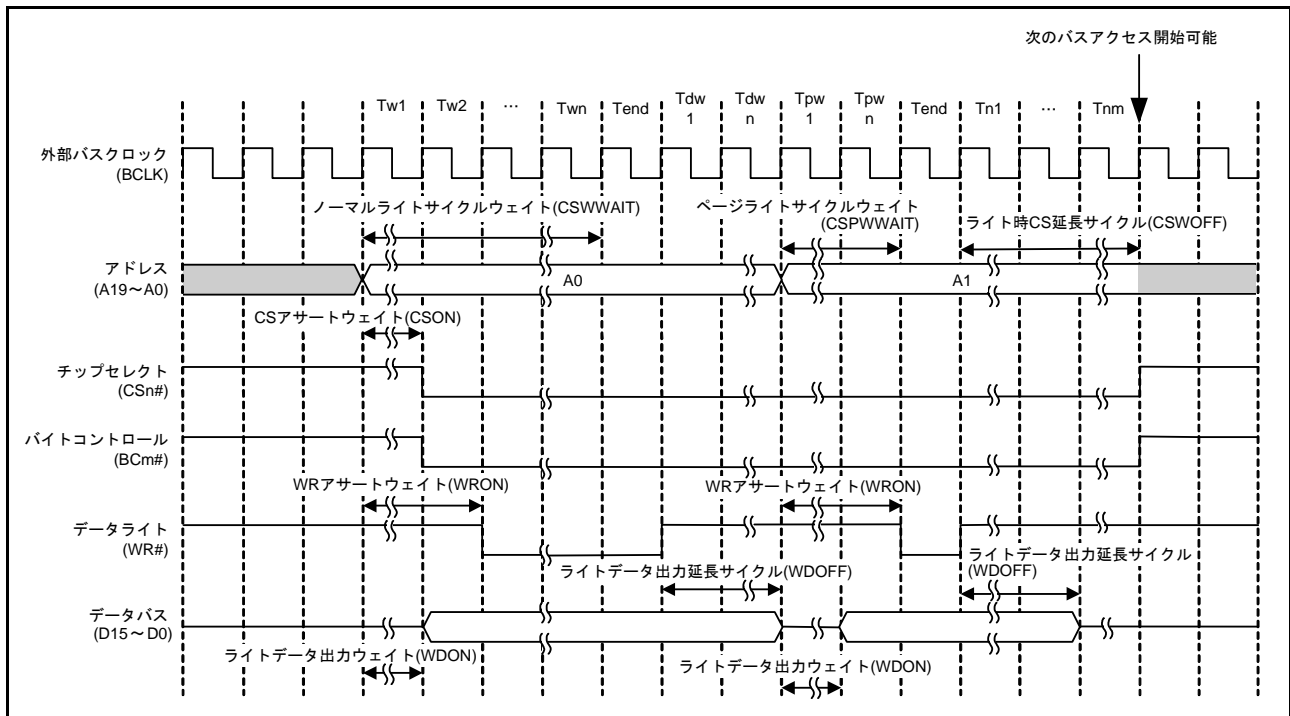 次のバスアクセス開始可能
Tw1 Tw2 … Twn Tend Tdw 1 Tdw n Tpw 1 Tpw n Tend Tn1 … Tnm
外部バスクロック
(BCLK)
ノーマルライトサイクルウェイト(CSWWAIT)
ページライトサイクルウェイト
(CSPWWAIT)
ライト時CS延長サイクル(CSWOFF)
アドレス
(A19～A0)
A0
A1
CSアサートウェイト(CSON)
チップセレクト
(CSn#)
バイトコントロール
(BCm#)
WRアサートウェイト(WRON)
WRアサートウェイト(WRON)
データライト
(WR#)
ライトデータ出力延長サイクル(WDOFF)
ライトデータ出力延長サイクル
(WDOFF)
データバス
(D15～D0)
ライトデータ出力ウェイト(WDON)
ライトデータ出力ウェイト(WDON)